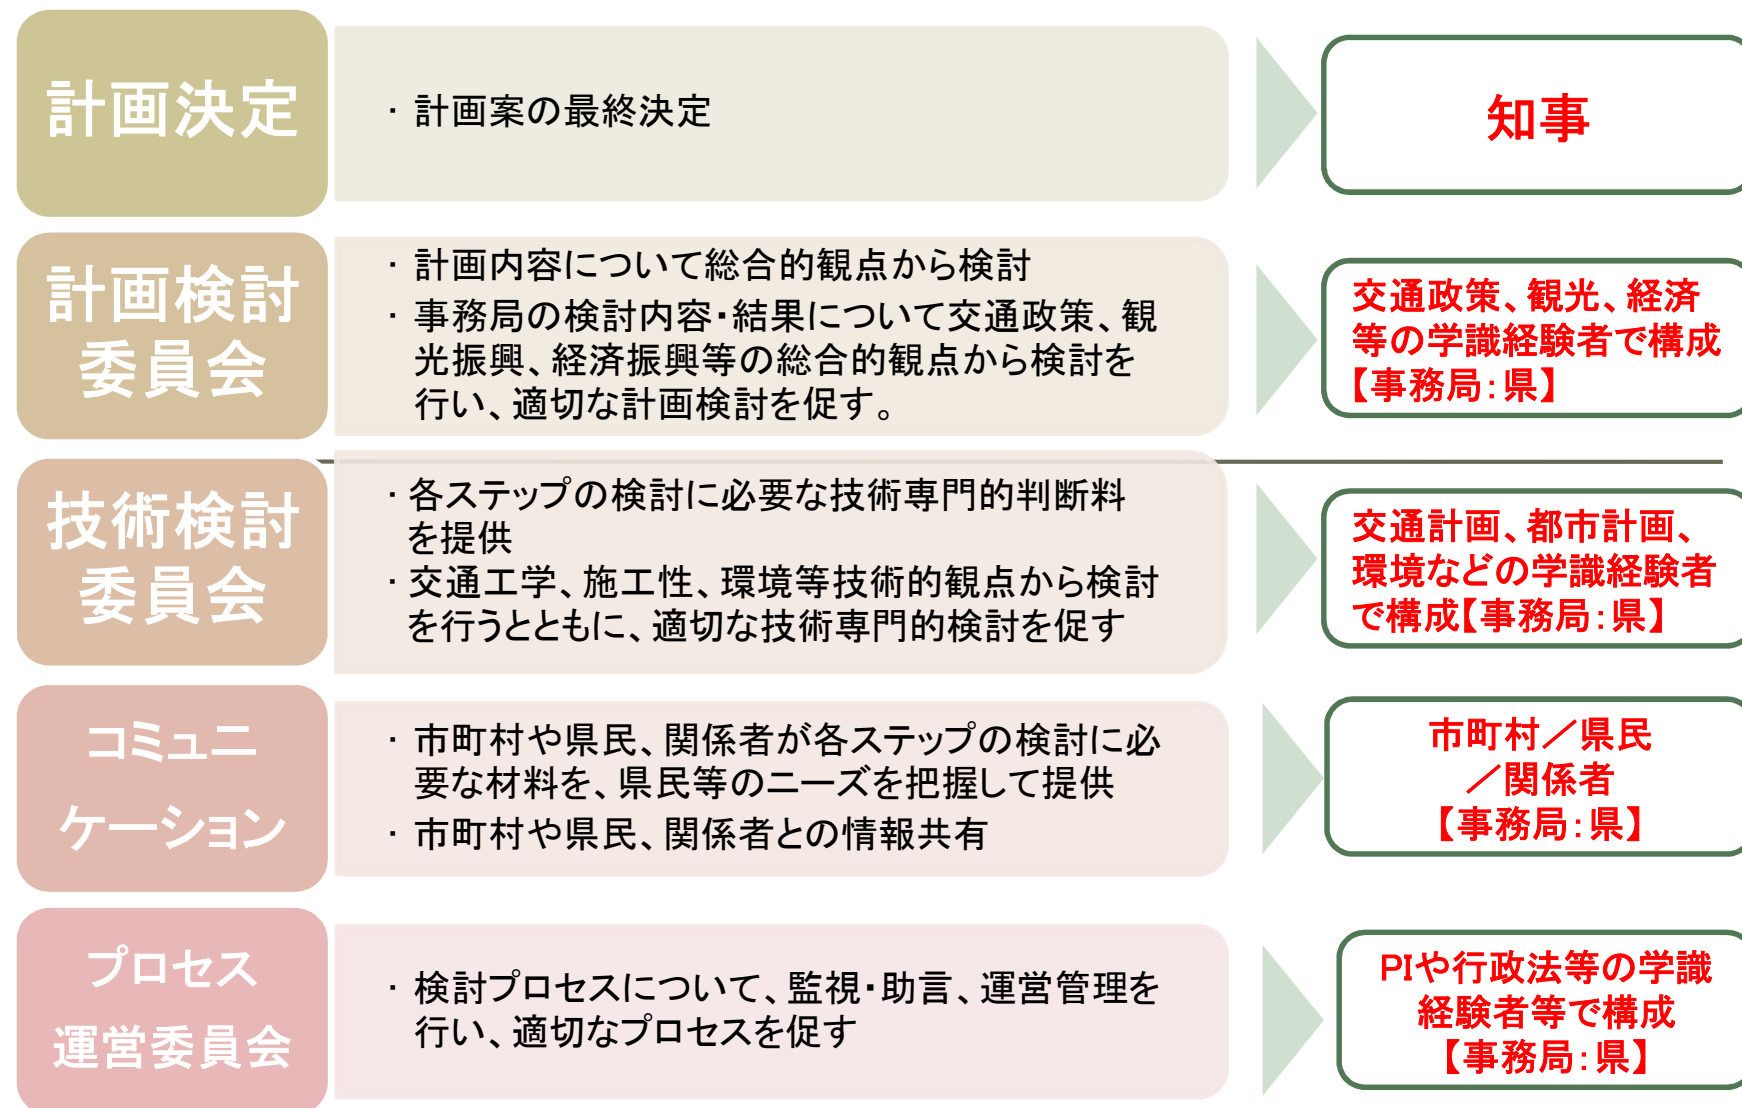 計画決定
・計画案の最終決定
知事
計画検討
委員会
・計画内容について総合的観点から検討
・事務局の検討内容・結果について交通政策、観
光振興、経済振興等の総合的観点から検討を
行い、適切な計画検討を促す。
交通政策、観光、経済
等の学識経験者で構成
【事務局：県】
技術検討
委員会
・各ステップの検討に必要な技術専門的判断料
を提供
・交通工学、施工性、環境等技術的観点から検討
を行うとともに、適切な技術専門的検討を促す
交通計画、都市計画、
環境などの学識経験者
で構成【事務局：県】
コミュニ
ケーション
・市町村や県民、関係者が各ステップの検討に必
要な材料を、県民等のニーズを把握して提供
・市町村や県民、関係者との情報共有
市町村／県民
／関係者
【事務局：県】
プロセス
運営委員会
・検討プロセスについて、監視・助言、運営管理を
行い、適切なプロセスを促す
PIや行政法等の学識
経験者等で構成
【事務局：県】